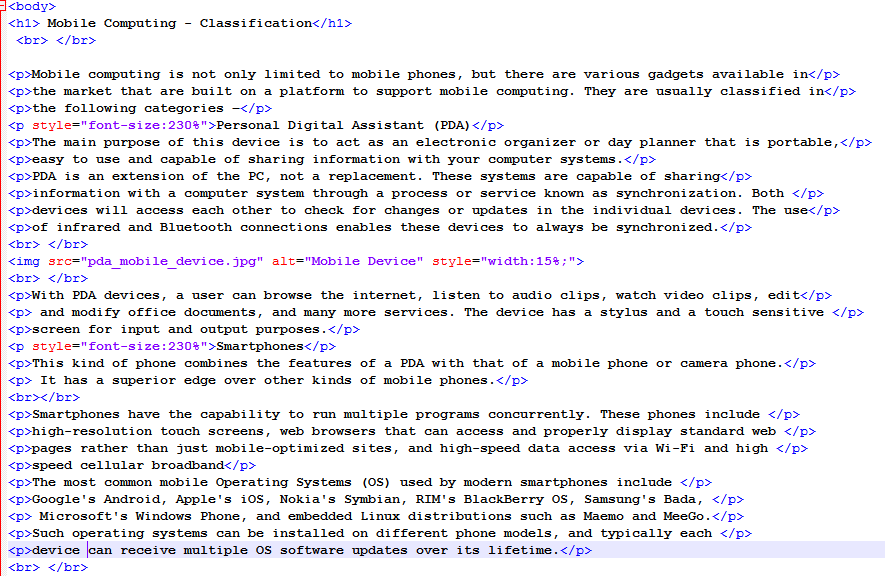 <body>
<h1> Mobile Computing - Classification</h1>
<br> </br>
<p>Mobile computing is not only limited to mobile phones, but there are various gadgets available in</p>
<p>the market that are built on a platform to support mobile computing. They are usually classified in</p>
<p>the following categories −</p>
<p style="font-size:230%">Personal Digital Assistant (PDA)</p>
<p>The main purpose of this device is to act as an electronic organizer or day planner that is portable,</p>
<p>easy to use and capable of sharing information with your computer systems.</p>
<p>PDA is an extension of the PC, not a replacement. These systems are capable of sharing</p>
<p>information with a computer system through a process or service known as synchronization. Both </p>
<p>devices will access each other to check for changes or updates in the individual devices. The use</p>
<p>of infrared and Bluetooth connections enables these devices to always be synchronized.</p>
<br> </br>
<img src="pda_mobile_device.jpg" alt="Mobile Device" style="width:15%;">
<br> </br>
<p>With PDA devices, a user can browse the internet, listen to audio clips, watch video clips, edit</p>
<p> and modify office documents, and many more services. The device has a stylus and a touch sensitive </p>
<p>screen for input and output purposes.</p>
<p style="font-size:230%">Smartphones</p>
<p>This kind of phone combines the features of a PDA with that of a mobile phone or camera phone.</p>
<p> It has a superior edge over other kinds of mobile phones.</p>
<br></br>
<p>Smartphones have the capability to run multiple programs concurrently. These phones include </p>
<p>high-resolution touch screens, web browsers that can access and properly display standard web </p>
<p>pages rather than just mobile-optimized sites, and high-speed data access via Wi-Fi and high </p>
<p>speed cellular broadband</p>
<p>The most common mobile Operating Systems (OS) used by modern smartphones include </p>
<p>Google's Android, Apple's iOS, Nokia's Symbian, RIM's BlackBerry OS, Samsung's Bada, </p>
<p> Microsoft's Windows Phone, and embedded Linux distributions such as Maemo and MeeGo.</p>
<p>Such operating systems can be installed on different phone models, and typically each </p>
<p>device can receive multiple OS software updates over its lifetime.</p>
<br> </br>